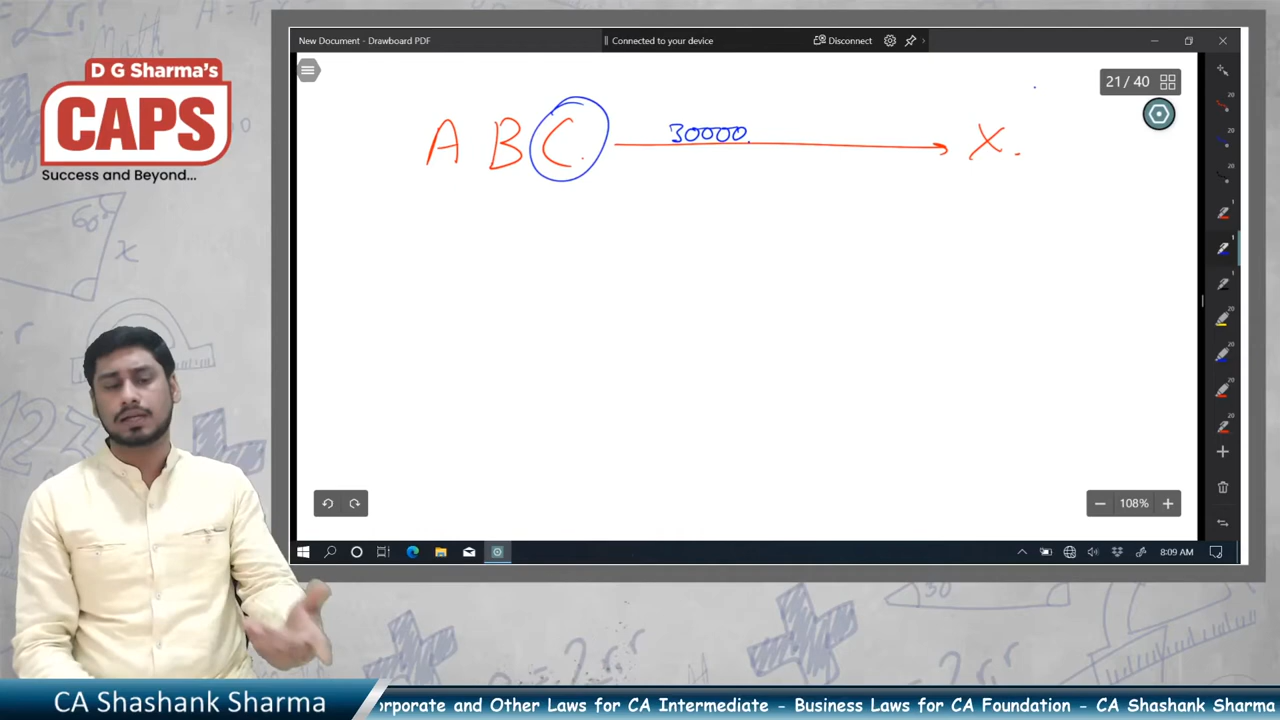 D G Sharma's
CAPS
Success and Beyond...
New Document - Drawboard PDF
Connected to your device
Disconnect
21 / 40
A B C. 30000. X.
108%
8:09 AM
CA Shashank Sharma
orporate and Other Laws for CA Intermediate - Business Laws for CA Foundation - CA Shashank Sharma